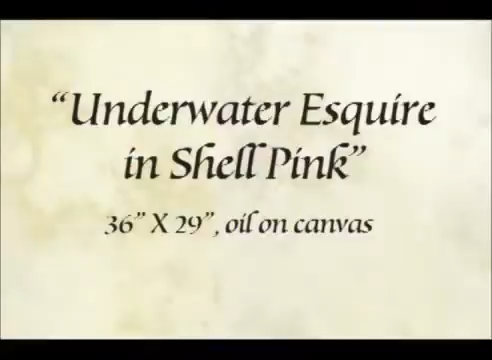 “Underwater Esquire
in Shell Pink”
36” X 29”, oil on canvas